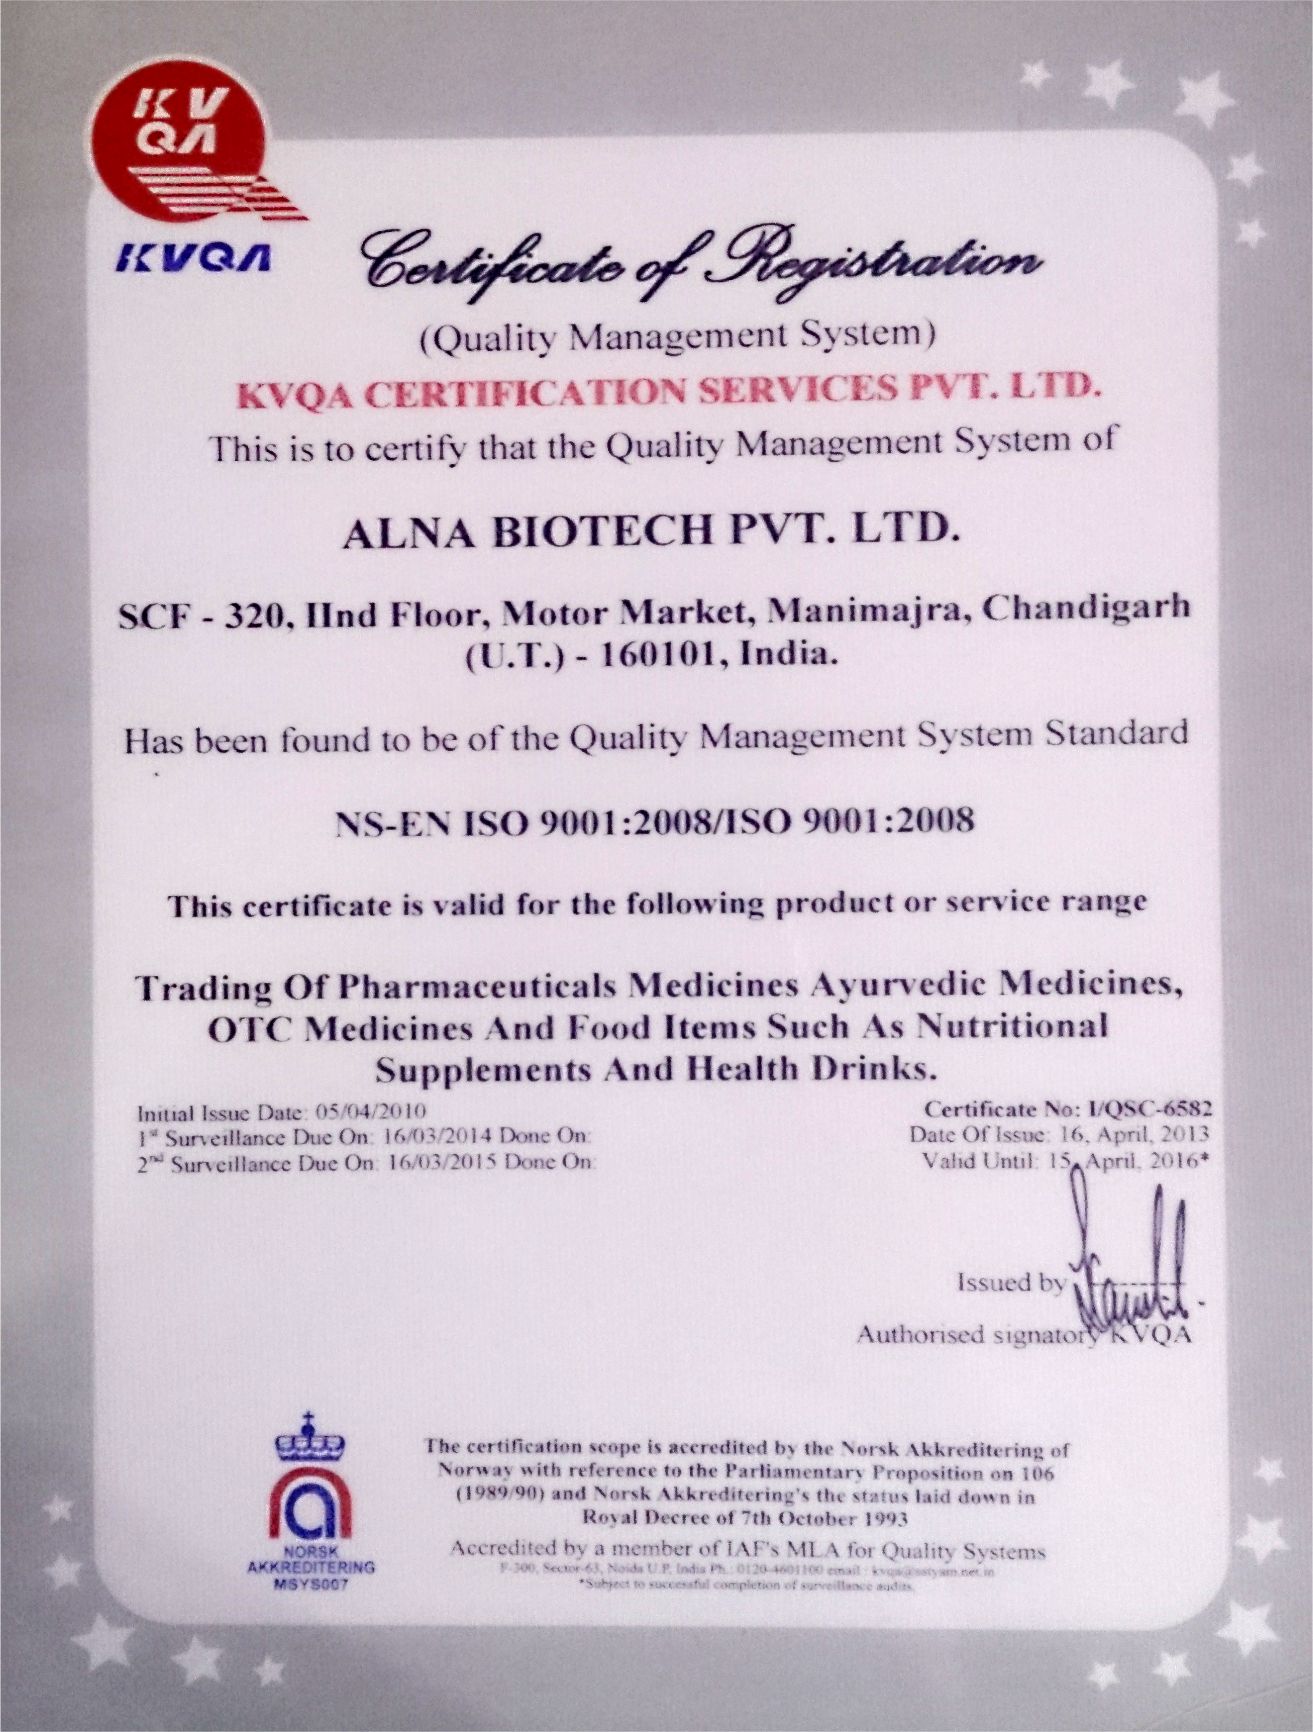 KV
QA
KVQA
Certificate of Registration
(Quality Management System)
KVQA CERTIFICATION SERVICES PVT. LTD.
This is to certify that the Quality Management System of
ALNA BIOTECH PVT. LTD.
SCF - 320, IInd Floor, Motor Market, Manimajra, Chandigarh
(U.T.) - 160101, India.
Has been found to be of the Quality Management System Standard
NS-EN ISO 9001:2008/ISO 9001:2008
This certificate is valid for the following product or service range
Trading Of Pharmaceuticals Medicines Ayurvedic Medicines,
OTC Medicines And Food Items Such As Nutritional
Supplements And Health Drinks.
Initial Issue Date: 05/04/2010
1st Surveillance Due On: 16/03/2014 Done On:
2nd Surveillance Due On: 16/03/2015 Done On:
Certificate No: I/QSC-6582
Date Of Issue: 16, April, 2013
Valid Until: 15, April, 2016*
Issued by
Authorised signatory KVQA
NORSK
AKKREDITERING
MSYS007
The certification scope is accredited by the Norsk Akkreditering of
Norway with reference to the Parliamentary Proposition on 106
(1989/90) and Norsk Akkreditering's the status laid down in
Royal Decree of 7th October 1993
Accredited by a member of IAF's MLA for Quality Systems
F-300, Sector-63, Noida U.P. India Ph.: 0120-4601100 email : kvqa@sstyam.net.in
*Subject to successful completion of surveillance audits.